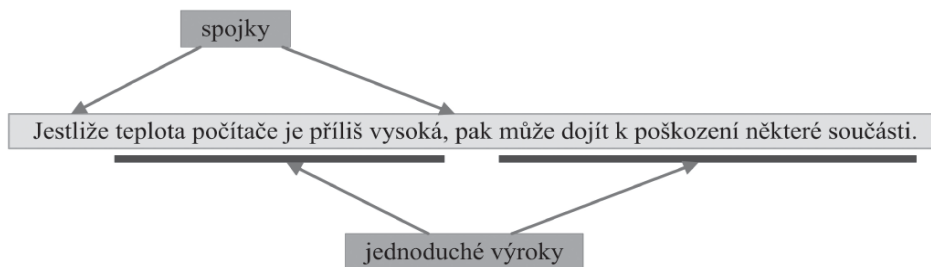 spojky
Jestliže teplota počítače je příliš vysoká, pak může dojít k poškození některé součásti.
jednoduché výroky